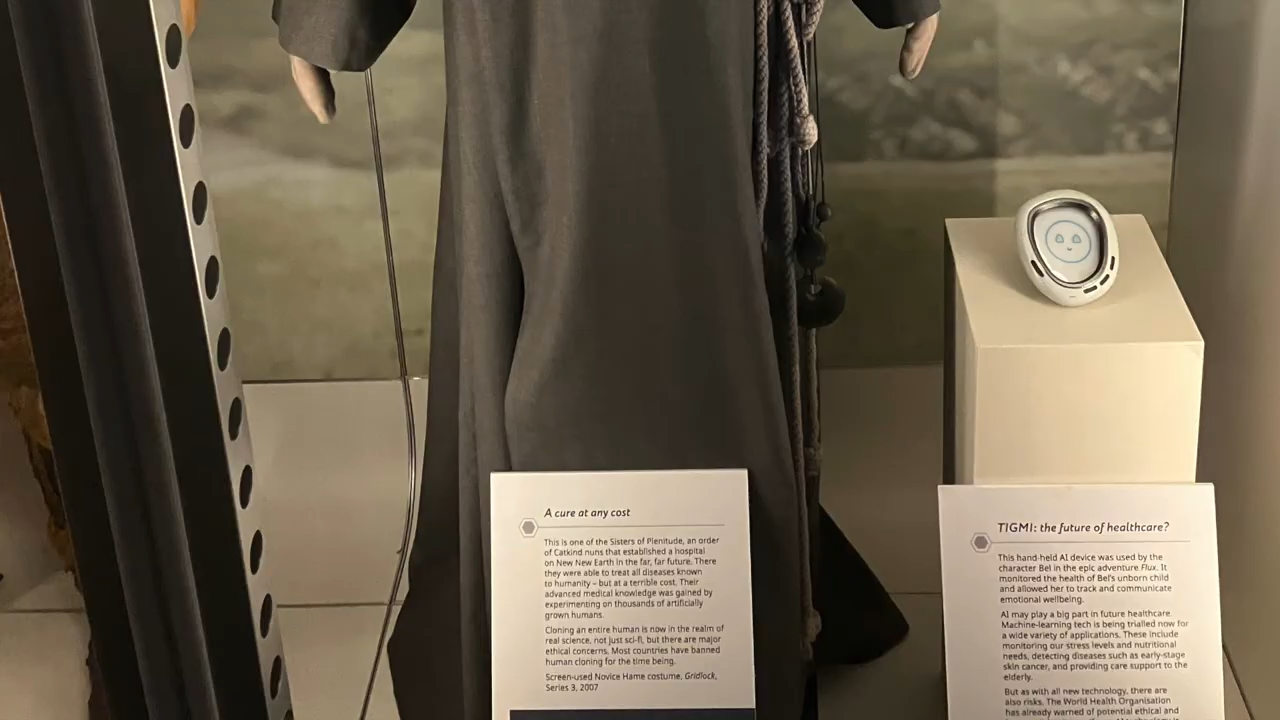 A cure at any cost
This is one of the Sisters of Plenitude, an order
of Catkind nuns that established a hospital
on New New Earth in the far, far future. There
they were able to treat all diseases known
to humanity – but at a terrible cost. Their
advanced medical knowledge was gained by
experimenting on thousands of artificially
grown humans.
Cloning an entire human is now in the realm of
real science, not just sci-fi, but there are major
ethical concerns. Most countries have banned
human cloning for the time being.
Screen-used Novice Hame costume, Gridlock,
Series 3, 2007
TIGMI: the future of healthcare?
This hand-held AI device was used by the
character Bel in the epic adventure Flux. It
monitored the health of Bel's unborn child
and allowed her to track and communicate
emotional wellbeing.
AI may play a big part in future healthcare.
Machine-learning tech is being trialled now for
a wide variety of applications. These include
monitoring our stress levels and nutritional
needs, detecting diseases such as early-stage
skin cancer, and providing care support to the
elderly.
But as with all new technology, there are
also risks. The World Health Organisation
has already warned of potential ethical and